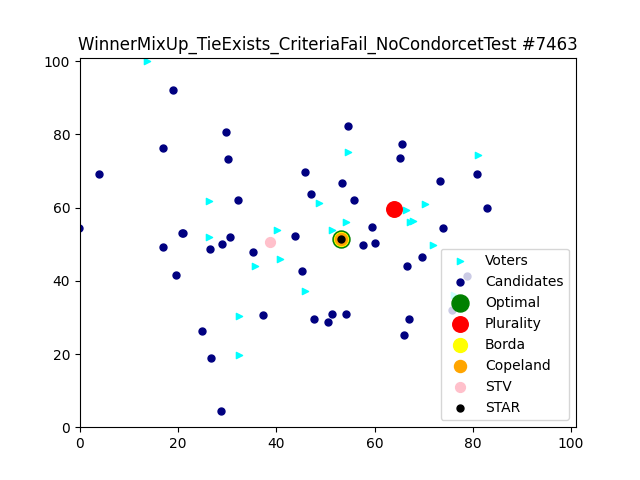 WinnerMixUp_TieExists_CriteriaFail_NoCondorcetTest #7463
100
80
60
40
20
0
0 20 40 60 80 100
Voters
Candidates
Optimal
Plurality
Borda
Copeland
STV
STAR